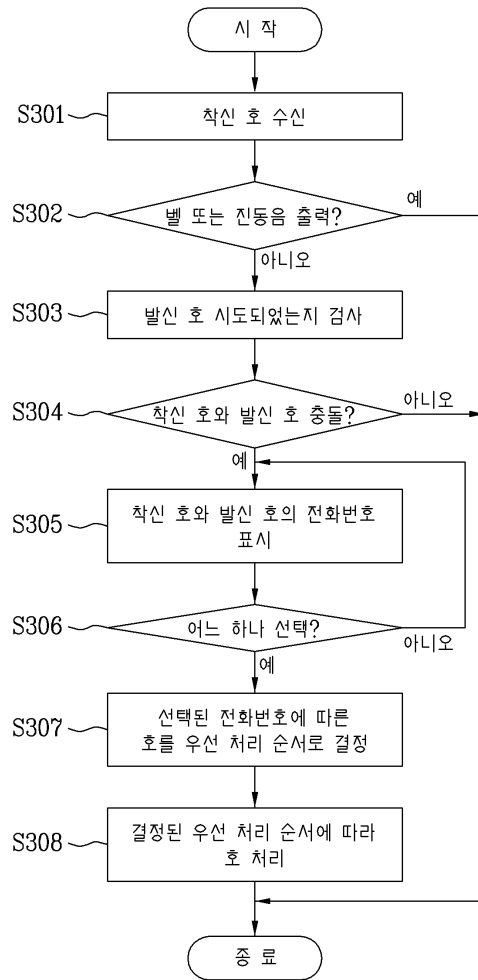 시 작
S301
착신 호 수신
S302
벨 또는 진동음 출력?
예
아니오
S303
발신 호 시도되었는지 검사
S304
착신 호와 발신 호 충돌?
아니오
예
S305
착신 호와 발신 호의 전화번호
표시
S306
어느 하나 선택?
아니오
예
S307
선택된 전화번호에 따른
호를 우선 처리 순서로 결정
S308
결정된 우선 처리 순서에 따라
호 처리
종 료